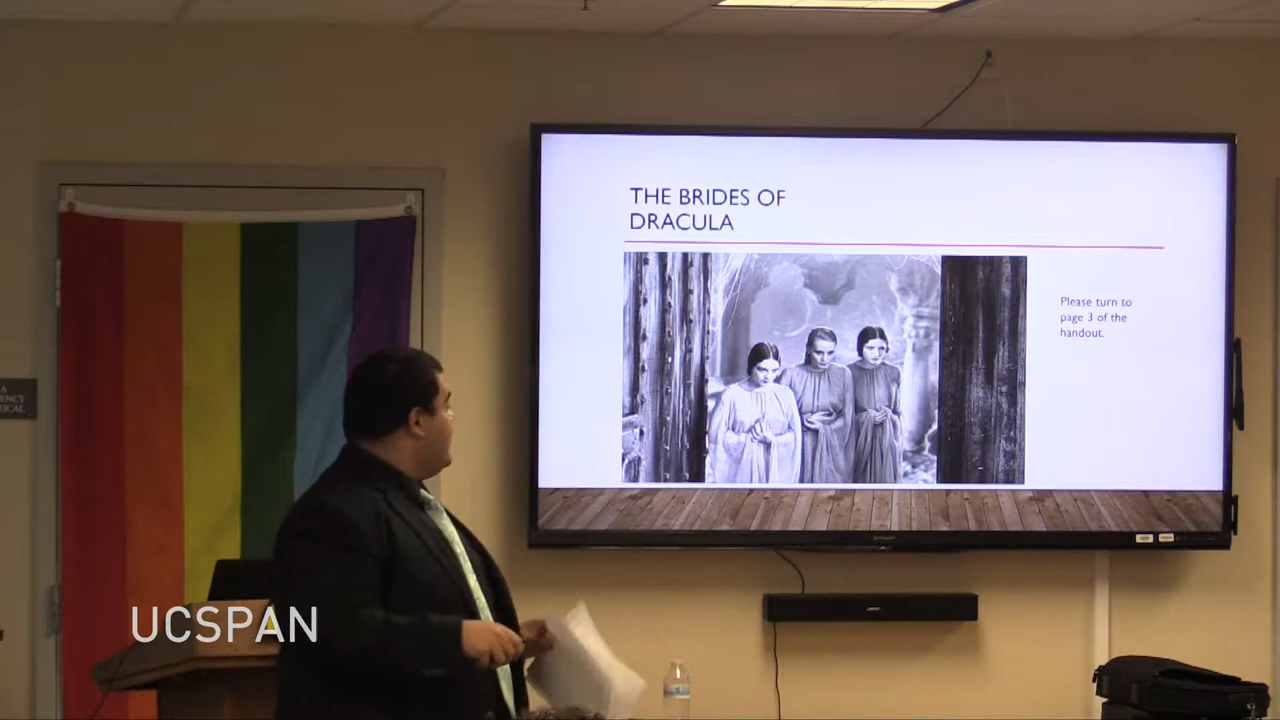 THE BRIDES OF
DRACULA
Please turn to
page 3 of the
handout.
UCSPAN